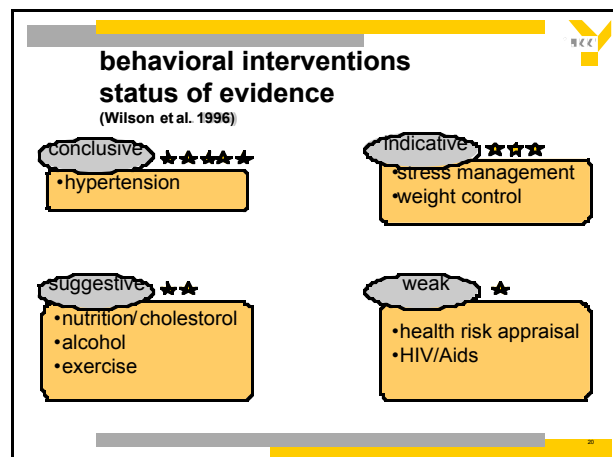 behavioral interventions
status of evidence
(Wilson et al. 1996)
conclusive
•hypertension
indicative
•stress management
•weight control
suggestive
•nutrition/cholestorol
•alcohol
•exercise
weak
•health risk appraisal
•HIV/Aids
20